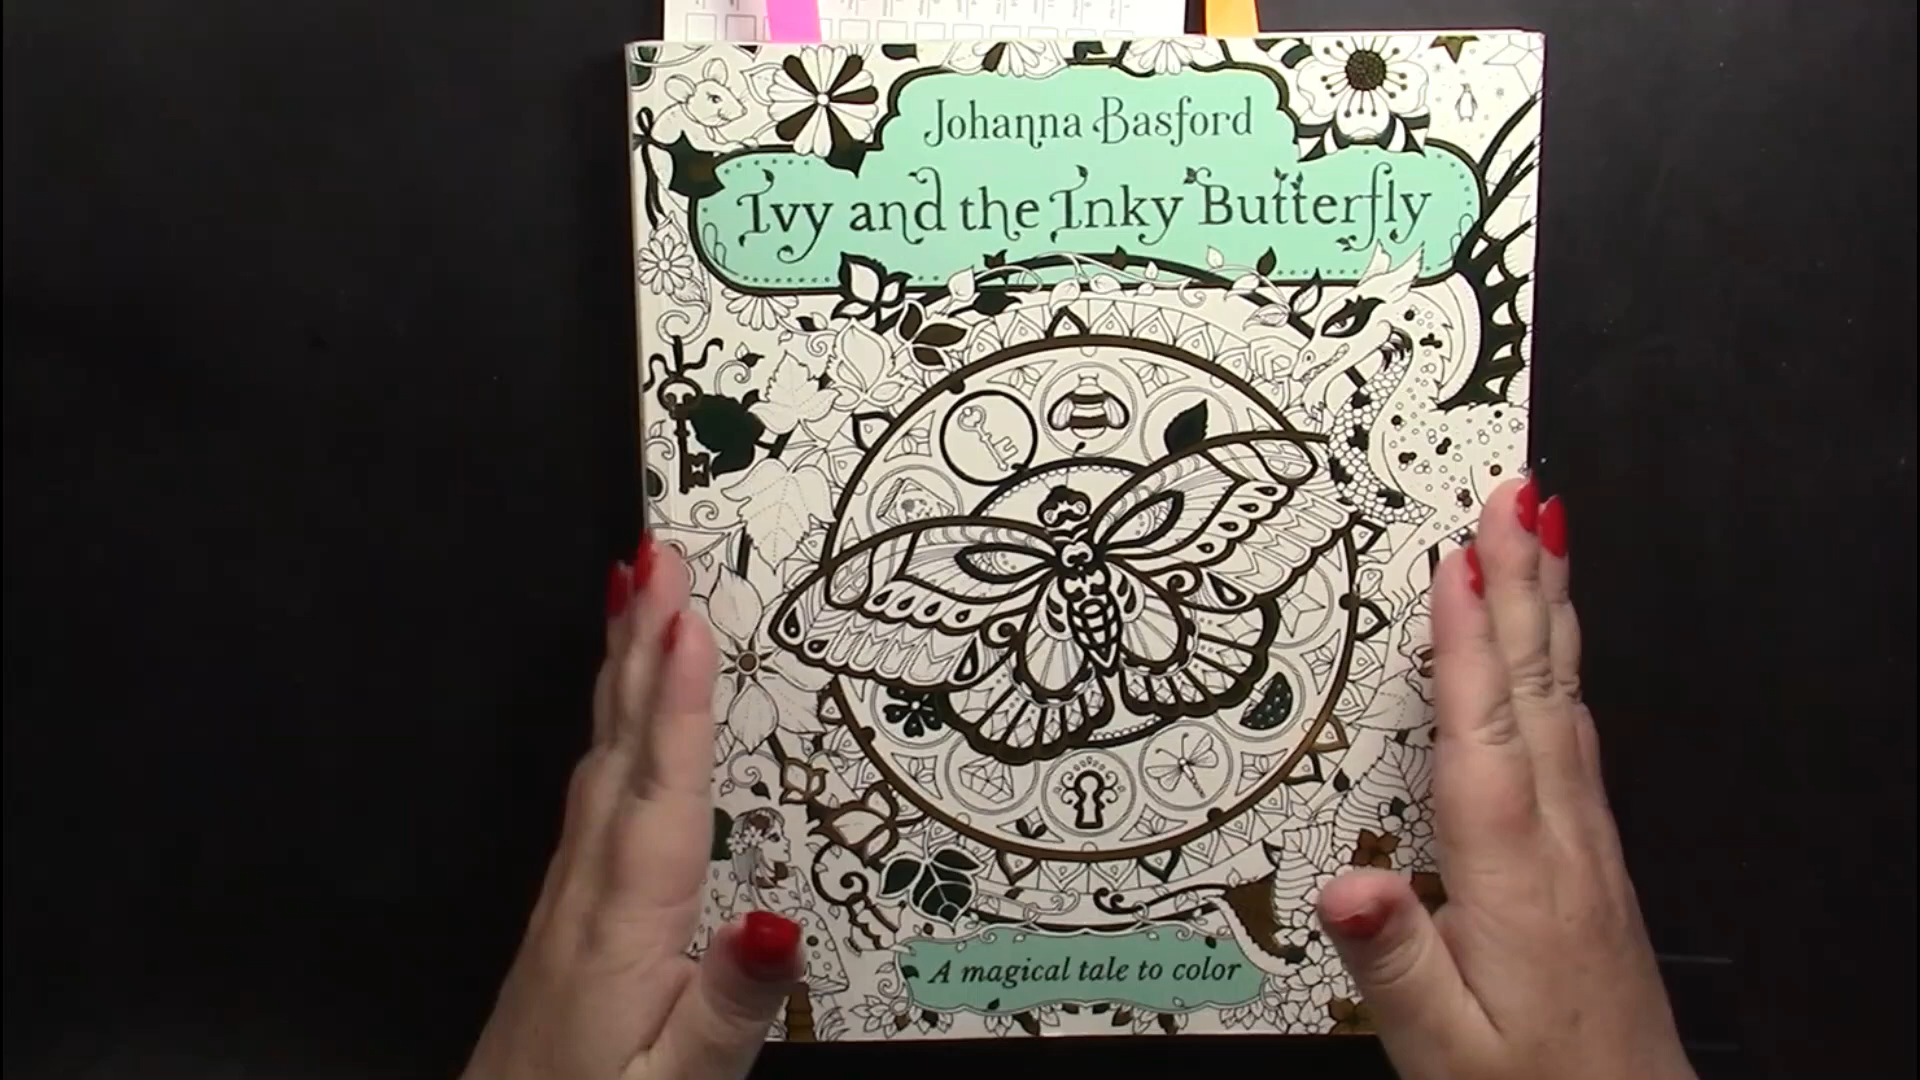 Johanna Basford
Ivy and the Inky Butterfly
A magical tale to color